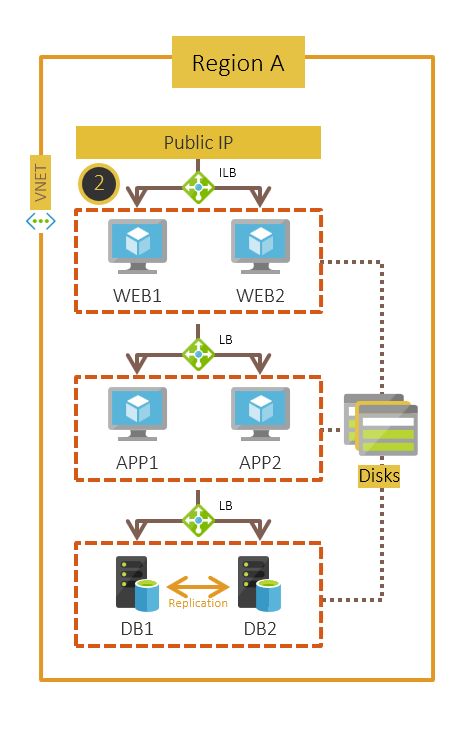 Region A
Public IP
ILB
2
VNET
WEB1 WEB2
LB
APP1 APP2
Disks
LB
Replication
DB1 DB2